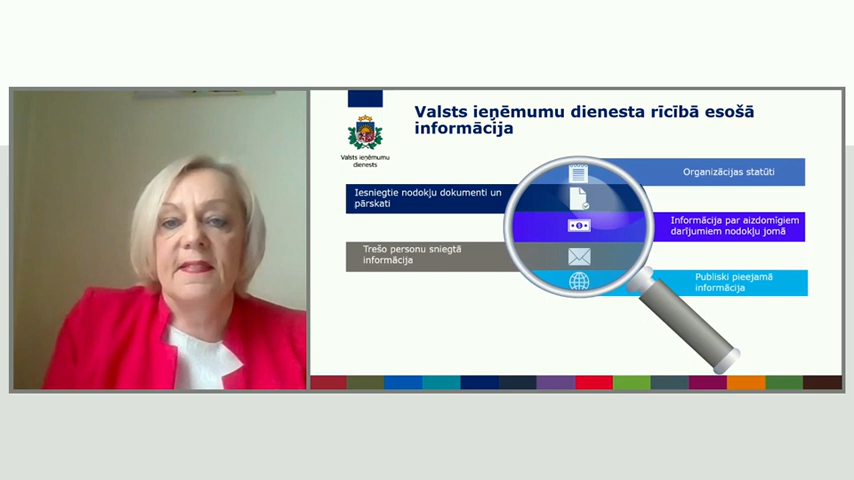 Valsts ieņēmumu dienesta rīcībā esošā
informācija
Valsts ieņēmumu
dienests
Organizācijas statūti
Iesniegtie nodokļu dokumenti un
pārskati
Informācija par aizdomīgiem
darījumiem nodokļu jomā
Trešo personu sniegtā
informācija
Publiski pieejamā
informācija